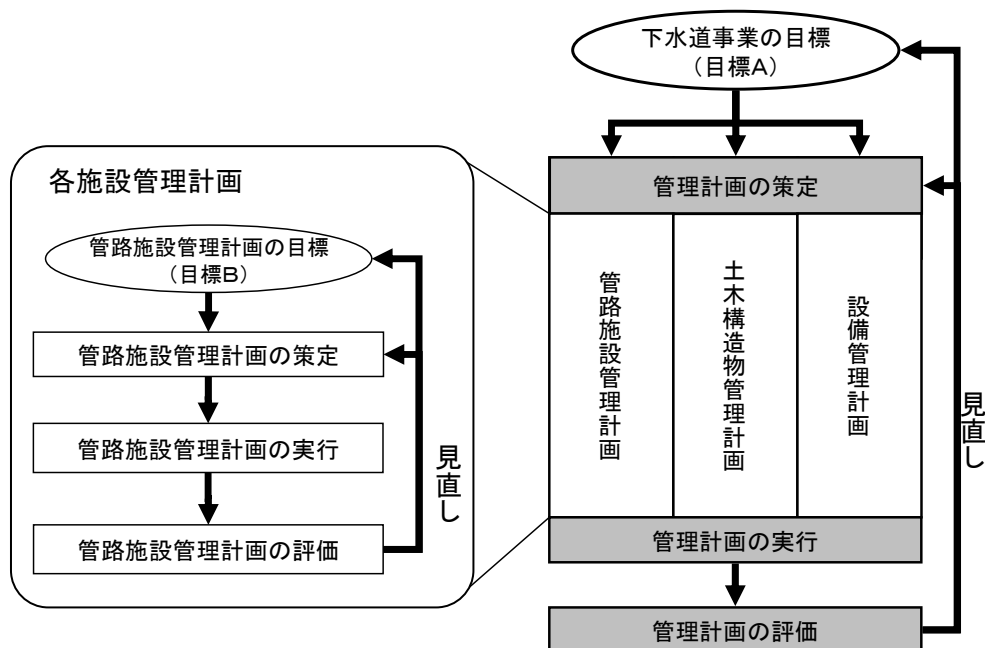 下水道事業の目標
（目標A）
管理計画の策定
管路施設管理計画
土木構造物管理計画
設備管理計画
管理計画の実行
管理計画の評価
見直し
各施設管理計画
管路施設管理計画の目標
（目標B）
管路施設管理計画の策定
管路施設管理計画の実行
管路施設管理計画の評価
見直し